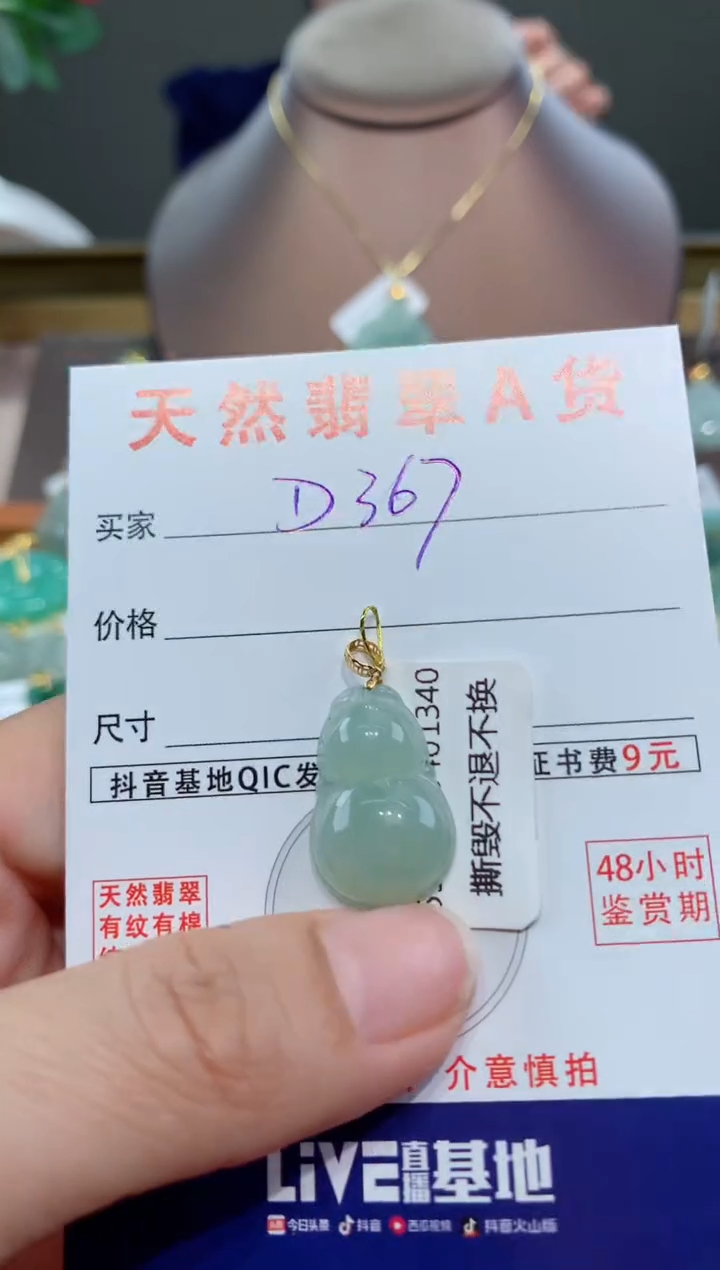 天然翡翠A货
买家 D367
价格
尺寸
抖音基地QIC发
证书费9元
01340
撕毁不退不换
天然翡翠
有纹有棉
48小时
鉴赏期
介意慎拍
LIVE直播基地
今日头条 抖音 西瓜视频 抖音火山版